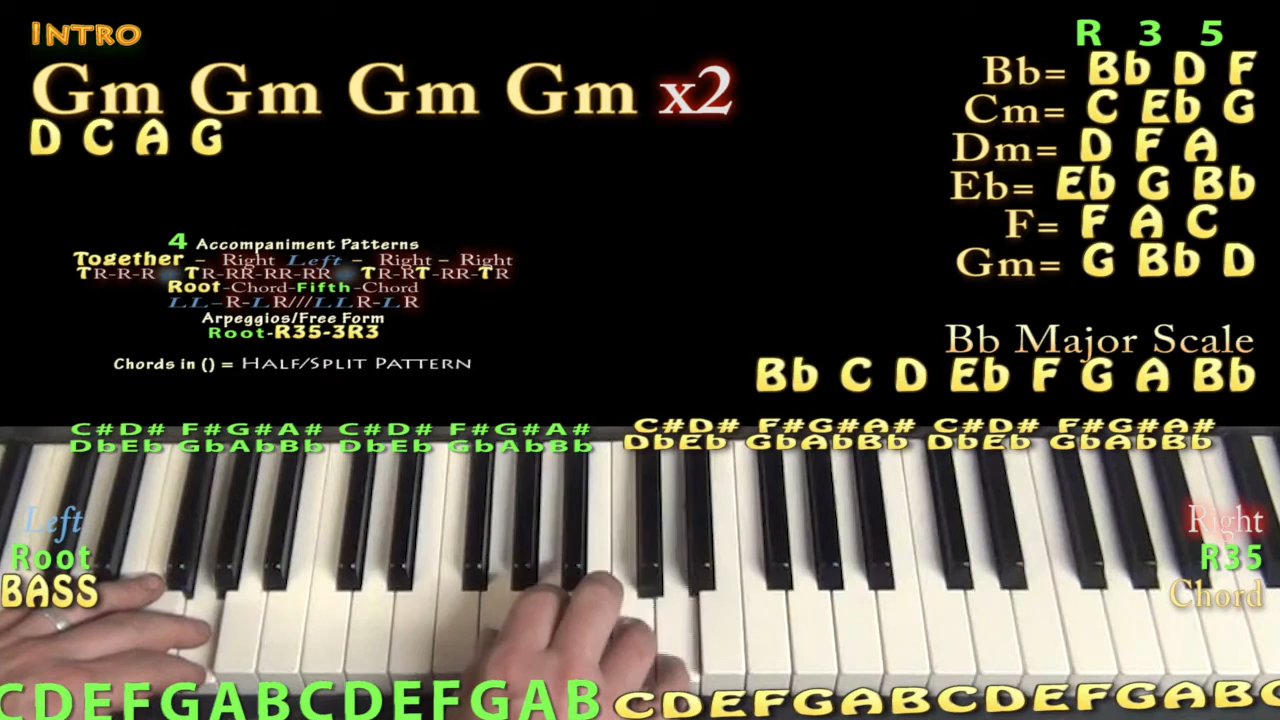 INTRO
Gm Gm Gm Gm x2
D C A G
R 3 5
Bb= Bb D F
Cm= C Eb G
Dm= D F A
Eb= Eb G Bb
F= F A C
Gm= G Bb D
4 Accompaniment Patterns
Together - Right Left - Right - Right
TR-R-R TR-RR-RR-RR TR-RT-RR-TR
Root-Chord-Fifth-Chord
LL-R-LR///LLR-LR
Arpeggios/Free Form
Root-R35-3R3
Chords in () = HALF/SPLIT PATTERN
Bb Major Scale
Bb C D Eb F G A Bb
C#D# F#G#A# C#D# F#G#A# C#D# F#G#A# C#D# F#G#A#
DbEb GbAbBb DbEb GbAbBb DbEb GbAbBb DbEb GbAbBb
Left
Root
BASS
Right
R35
Chord
CDEFGABCDEFGAB CDEFGABCDEFGABC